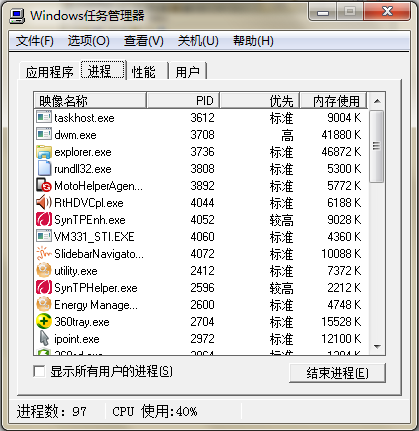 Windows任务管理器
文件(F) 选项(O) 查看(V) 关机(U) 帮助(H)
应用程序 进程 性能 用户
映像名称 PID 优先 内存使用
taskhost.exe 3612 标准 9004 K
dwm.exe 3708 高 41880 K
explorer.exe 3736 标准 46872 K
rundll32.exe 3808 标准 5300 K
MotoHelperAgen... 3892 标准 5772 K
RtHDVCpl.exe 4044 标准 6188 K
SynTPEnh.exe 4052 较高 9028 K
VM331_STI.EXE 4060 标准 4360 K
SlidebarNavigato... 4072 标准 10088 K
utility.exe 2412 标准 7372 K
SynTPHelper.exe 2596 较高 2212 K
Energy Manage... 2600 标准 4748 K
360tray.exe 2704 标准 15528 K
ipoint.exe 2972 标准 12100 K
显示所有用户的进程(S) 结束进程(E)
进程数: 97 CPU 使用:40%